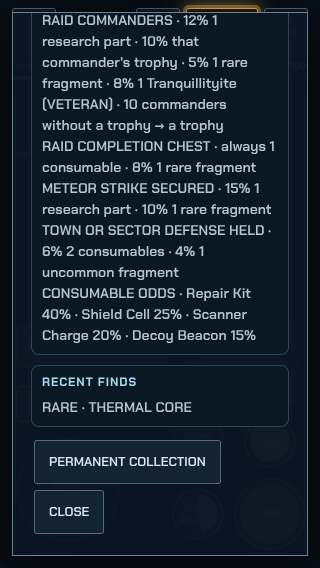 RAID COMMANDERS · 12% 1
research part · 10% that
commander's trophy · 5% 1 rare
fragment · 8% 1 Tranquillityite
(VETERAN) · 10 commanders
without a trophy → a trophy
RAID COMPLETION CHEST · always 1
consumable · 8% 1 rare fragment
METEOR STRIKE SECURED · 15% 1
research part · 10% 1 rare fragment
TOWN OR SECTOR DEFENSE HELD ·
6% 2 consumables · 4% 1
uncommon fragment
CONSUMABLE ODDS · Repair Kit
40% · Shield Cell 25% · Scanner
Charge 20% · Decoy Beacon 15%
RECENT FINDS
RARE · THERMAL CORE
PERMANENT COLLECTION
CLOSE